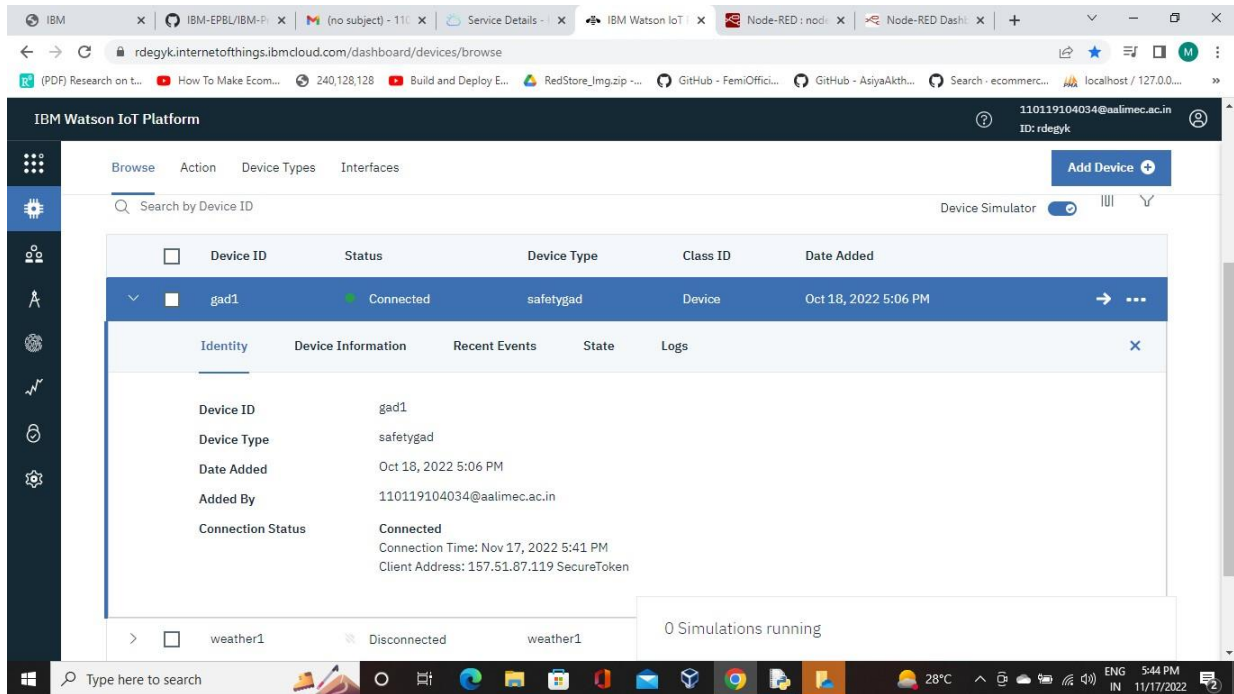 IBM
IBM-EPBL/IBM-Pr
(no subject) - 110
Service Details - I
IBM Watson IoT
Node-RED : node
Node-RED Dash
rdegyk.internetofthings.ibmcloud.com/dashboard/devices/browse
M
(PDF) Research on t...
How To Make Ecom...
240,128,128
Build and Deploy E...
RedStore_Img.zip -...
GitHub - FemiOffici...
GitHub - AsiyaAkth...
Search · ecommerc...
localhost / 127.0.0....
»
IBM Watson IoT Platform
110119104034@aalimec.ac.in
ID: rdegyk
Browse Action Device Types Interfaces
Add Device
Search by Device ID
Device Simulator
Device ID Status Device Type Class ID Date Added
gad1 Connected safetygad Device Oct 18, 2022 5:06 PM
Identity Device Information Recent Events State Logs
Device ID gad1
Device Type safetygad
Date Added Oct 18, 2022 5:06 PM
Added By 110119104034@aalimec.ac.in
Connection Status Connected
Connection Time: Nov 17, 2022 5:41 PM
Client Address: 157.51.87.119 SecureToken
weather1 Disconnected weather1
0 Simulations running
Type here to search
28°C
ENG
IN
5:44 PM
11/17/2022
2